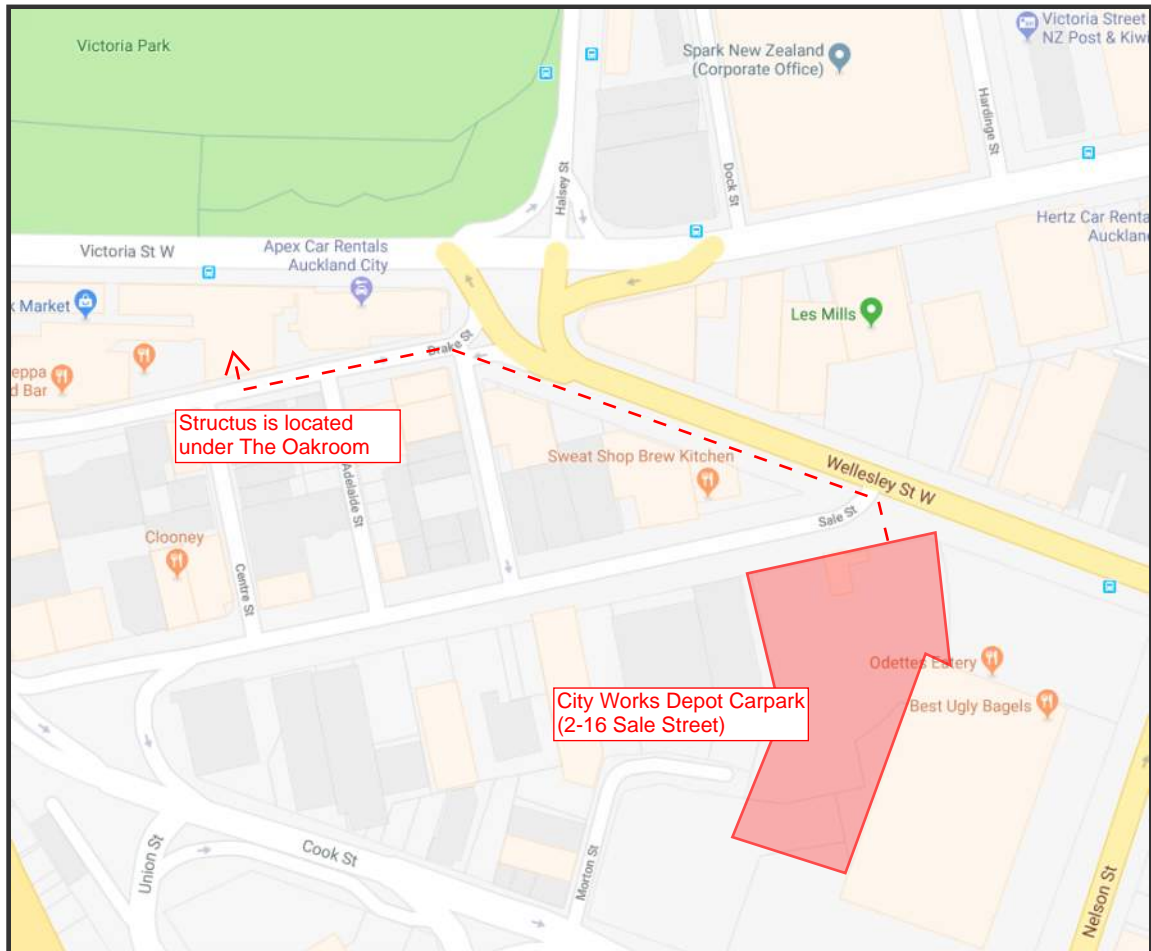 Victoria Park
Spark New Zealand
(Corporate Office)
Victoria Street
NZ Post & Kiwi
Halsey St
Dock St
Hardinge St
Victoria St W
Apex Car Rentals
Auckland City
Hertz Car Renta
Auckland
k Market
Les Mills
eppa
d Bar
Drake St
Structus is located
under The Oakroom
Adelaide St
Sweat Shop Brew Kitchen
Wellesley St W
Sale St
Clooney
Centre St
Odettes Eatery
City Works Depot Carpark
(2-16 Sale Street)
Best Ugly Bagels
Union St
Cook St
Morton St
Nelson St